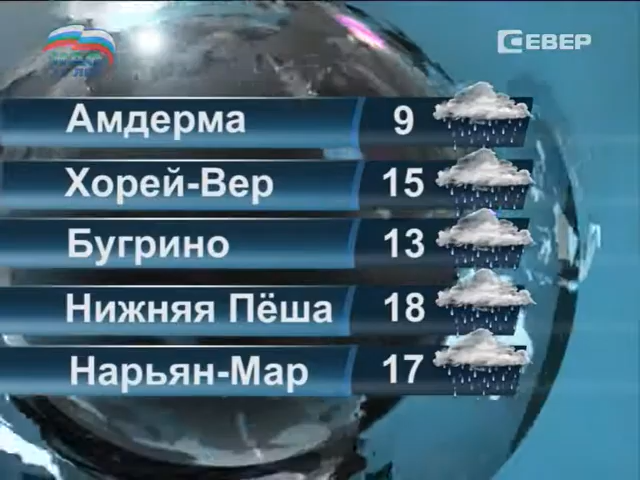 СЕВЕР
Амдерма 9
Хорей-Вер 15
Бугрино 13
Нижняя Пёша 18
Нарьян-Мар 17